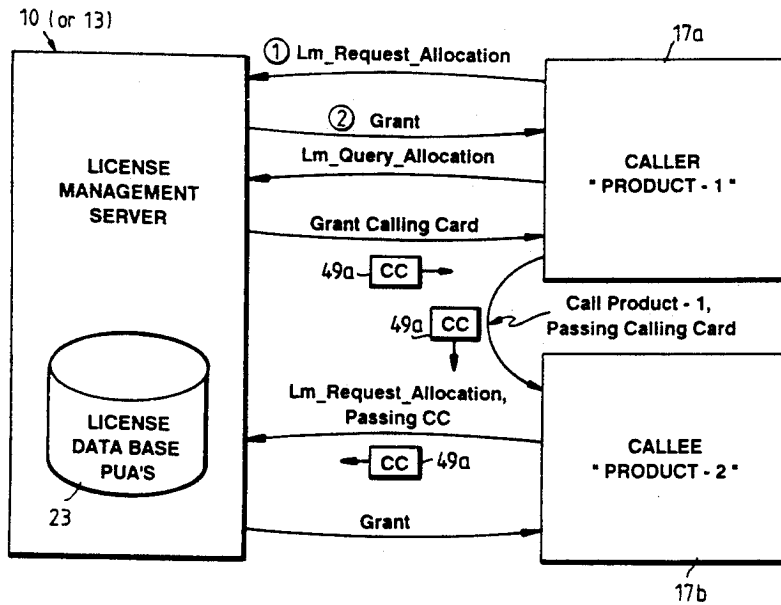 10 (or 13)
17a
① Lm_Request_Allocation
② Grant
Lm_Query_Allocation
LICENSE
MANAGEMENT
SERVER
CALLER
" PRODUCT - 1 "
Grant Calling Card
49a CC
49a CC
Call Product - 1,
Passing Calling Card
Lm_Request_Allocation,
Passing CC
LICENSE
DATA BASE
PUA'S
CALLEE
" PRODUCT - 2 "
CC 49a
23
Grant
17b